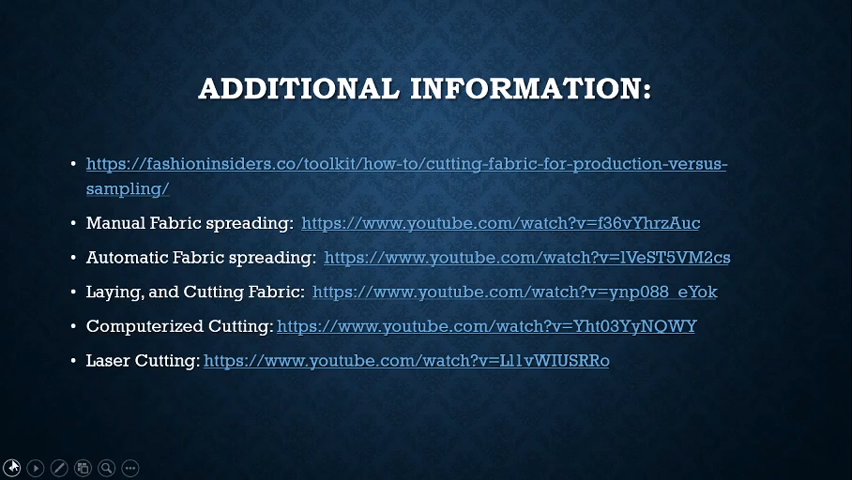 ADDITIONAL INFORMATION:
• https://fashioninsiders.co/toolkit/how-to/cutting-fabric-for-production-versus-
sampling/
• Manual Fabric spreading: https://www.youtube.com/watch?v=f36vYhrzAuc
• Automatic Fabric spreading: https://www.youtube.com/watch?v=lVeST5VM2cs
• Laying, and Cutting Fabric: https://www.youtube.com/watch?v=ynp088_eYok
• Computerized Cutting: https://www.youtube.com/watch?v=Yht03YyNQWY
• Laser Cutting: https://www.youtube.com/watch?v=Ll1vWIUSRRo